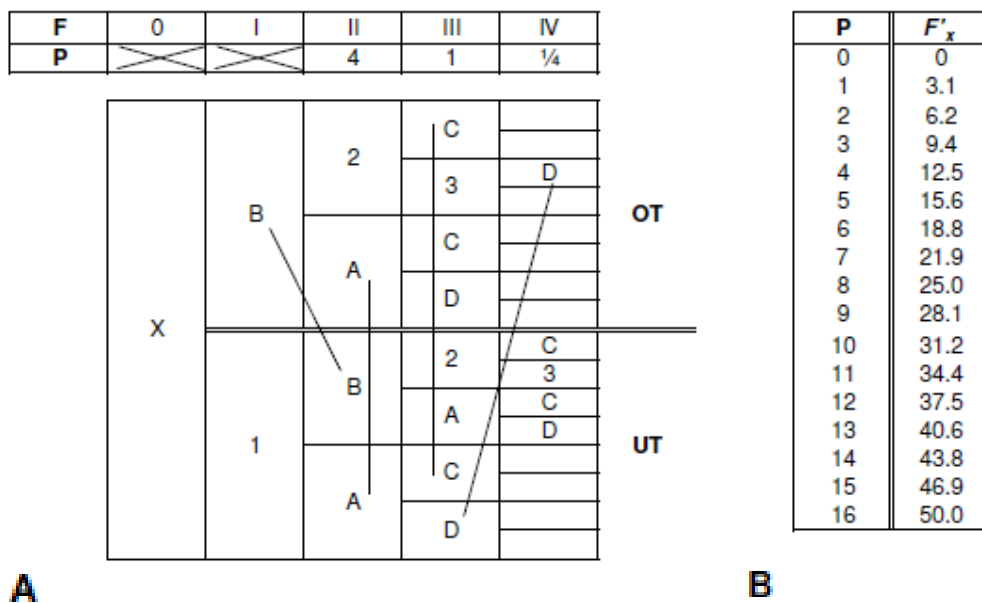 F 0 I II III IV
P 4 1 ¼
C
2
D
3
B OT
C
A
D
X
C
2
3
B
C
A
D
1 UT
C
A
D
A
P F'x
0 0
1 3.1
2 6.2
3 9.4
4 12.5
5 15.6
6 18.8
7 21.9
8 25.0
9 28.1
10 31.2
11 34.4
12 37.5
13 40.6
14 43.8
15 46.9
16 50.0
B